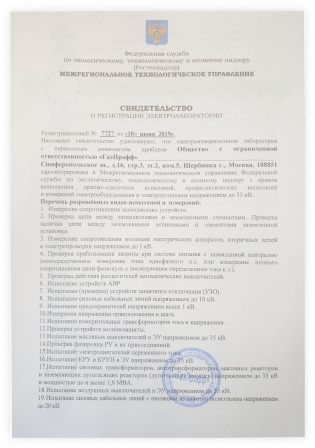 Федеральная служба
по экологическому, технологическому и атомному надзору
(Ростехнадзор)
МЕЖРЕГИОНАЛЬНОЕ ТЕХНОЛОГИЧЕСКОЕ УПРАВЛЕНИЯ
СВИДЕТЕЛЬСТВО
О РЕГИСТРАЦИИ ЭЛЕКТРОЛАБОРАТОРИИ
Регистрационный № 7727 от «10» июня 2019г.
Настоящее свидетельство удостоверяет, что электроизмерительная лаборатория
с переносным комплектом приборов Общество с ограниченной
ответственностью «ГазПрофф»
Симферопольское ш., д.16, стр.3, эт.2, ком.5, Щербинка г., Москва, 108851
зарегистрирована в Межрегиональном технологическом управлении Федеральной
службы по экологическому, технологическому и атомному надзору с правом
выполнения приемо-сдаточных испытаний, профилактических испытаний
и измерений электрооборудования и электроустановок напряжением до 35 кВ.
Перечень разрешённых видов испытаний и измерений:
1. Измерение сопротивления заземляющих устройств.
2. Проверка цепи между заземлителями и заземляемыми элементами. Проверка
наличия цепи между заземленными установками и элементами заземленной
установки.
3. Измерение сопротивления изоляции электрических аппаратов, вторичных цепей
и электропроводки напряжением до 1 кВ.
4. Проверка срабатывания защиты при системе питания с заземленной нейтралью
(непосредственное измерение тока однофазного к.з. или измерение полного
сопротивления петли фаза-нуль с последующим определением тока к.з.).
5. Проверка действия расцепителей автоматических выключателей.
6. Испытание устройств АВР.
7. Испытание (проверка) устройств защитного отключения (УЗО).
8. Испытание силовых кабельных линий напряжением до 10 кВ.
9. Испытание предохранителей напряжением выше 1 кВ.
10.Измерения напряжения прикосновения и шага.
11.Испытание измерительных трансформаторов тока и напряжения.
12.Проверка устройств молниезащиты.
13.Испытание масляных выключателей в ЭУ напряжением до 35 кВ.
14.Проверка фазировки РУ и их присоединений.
15.Испытание электродвигателей переменного тока.
16.Испытание КРУ и КРУН в ЭУ напряжением до 35 кВ.
17.Испытание силовых трансформаторов, автотрансформаторов, масляных реакторов
и заземляющих дугогасящих реакторов (дугогасящих катушек) напряжением до 35 кВ
и мощностью до и выше 1,6 МВА.
18.Испытание воздушных выключателей в ЭУ напряжением до 35 кВ.
19.Испытание силовых кабельных линий с изоляцией из сшитого полиэтилена напряжением
до 20 кВ.